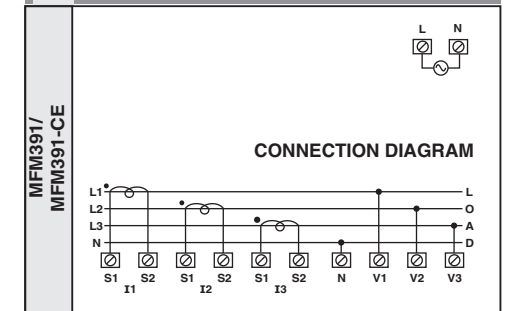 MFM391/
MFM391-CE
L N
CONNECTION DIAGRAM
L1 L
L2 O
L3 A
N D
S1 S2 S1 S2 S1 S2 N V1 V2 V3
I1 I2 I3